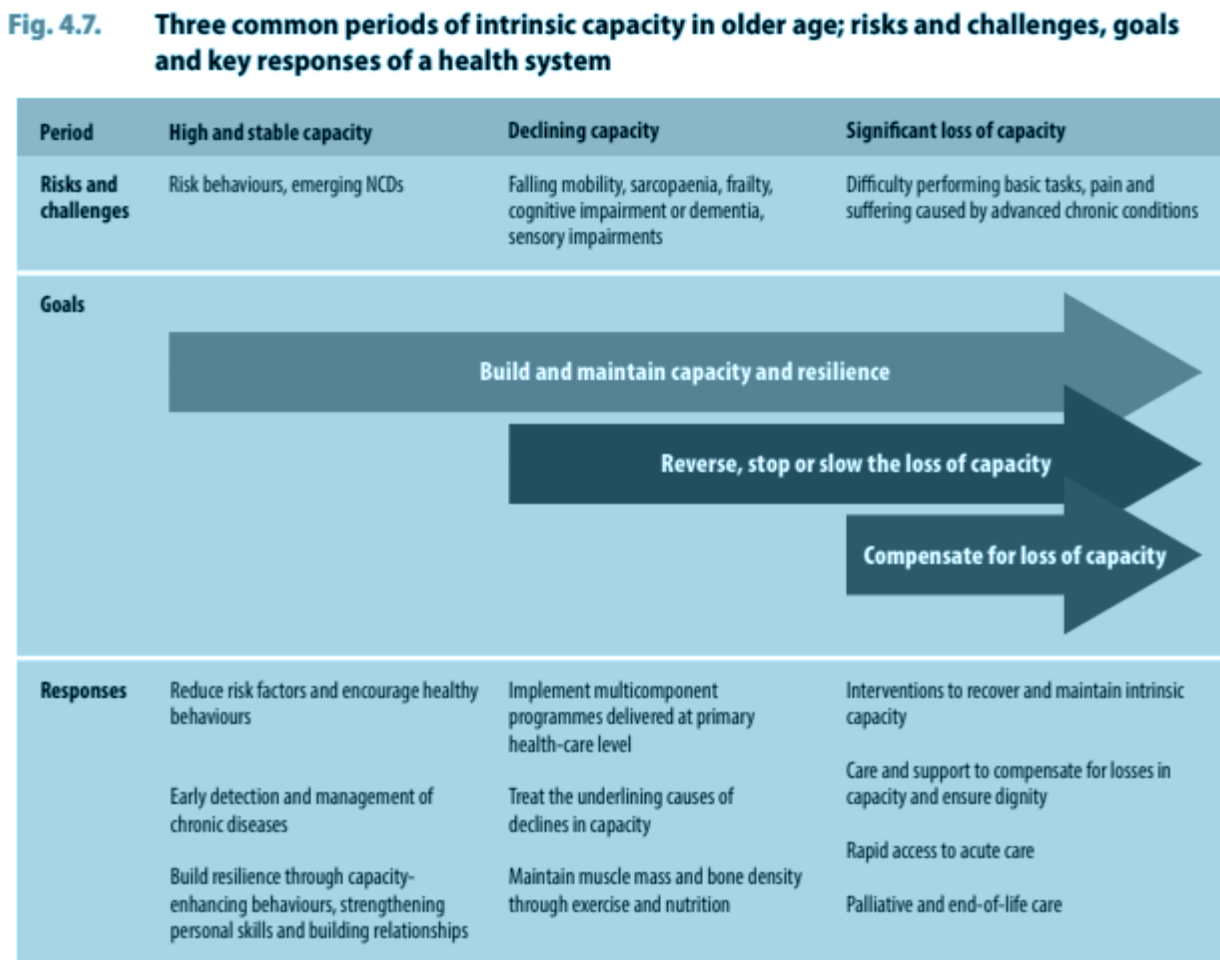 Fig. 4.7. Three common periods of intrinsic capacity in older age; risks and challenges, goals
and key responses of a health system
Period High and stable capacity Declining capacity Significant loss of capacity
Risks and
challenges
Risk behaviours, emerging NCDs
Falling mobility, sarcopaenia, frailty,
cognitive impairment or dementia,
sensory impairments
Difficulty performing basic tasks, pain and
suffering caused by advanced chronic conditions
Goals
Build and maintain capacity and resilience
Reverse, stop or slow the loss of capacity
Compensate for loss of capacity
Responses
Reduce risk factors and encourage healthy
behaviours
Early detection and management of
chronic diseases
Build resilience through capacity-
enhancing behaviours, strengthening
personal skills and building relationships
Implement multicomponent
programmes delivered at primary
health-care level
Treat the underlining causes of
declines in capacity
Maintain muscle mass and bone density
through exercise and nutrition
Interventions to recover and maintain intrinsic
capacity
Care and support to compensate for losses in
capacity and ensure dignity
Rapid access to acute care
Palliative and end-of-life care